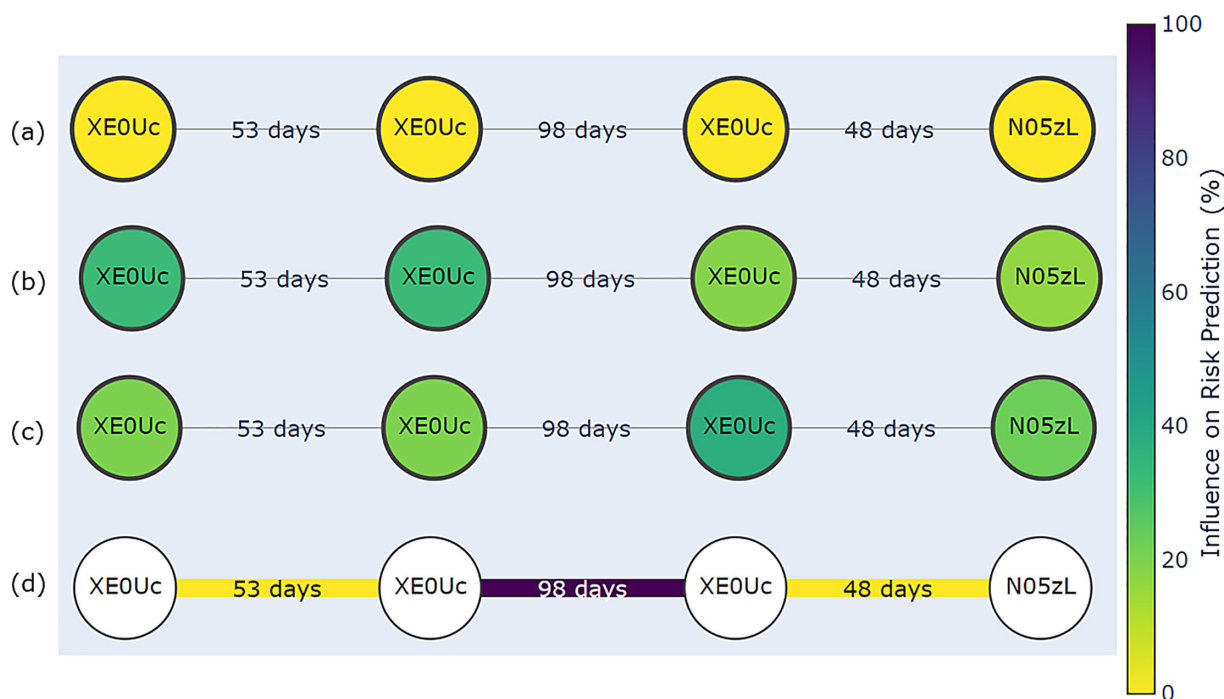 (a) XE0Uc 53 days XE0Uc 98 days XE0Uc 48 days N05zL
(b) XE0Uc 53 days XE0Uc 98 days XE0Uc 48 days N05zL
(c) XE0Uc 53 days XE0Uc 98 days XE0Uc 48 days N05zL
(d) XE0Uc 53 days XE0Uc 98 days XE0Uc 48 days N05zL
100
80
60
40
20
0
Influence on Risk Prediction (%)